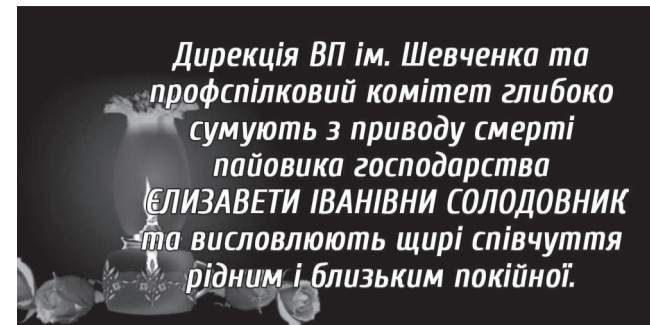 Дирекція ВП ім. Шевченка та
профспілковий комітет глибоко
сумують з приводу смерті
пайовика господарства
ЄЛИЗАВЕТИ ІВАНІВНИ СОЛОДОВНИК
та висловлюють щирі співчуття
рідним і близьким покійної.